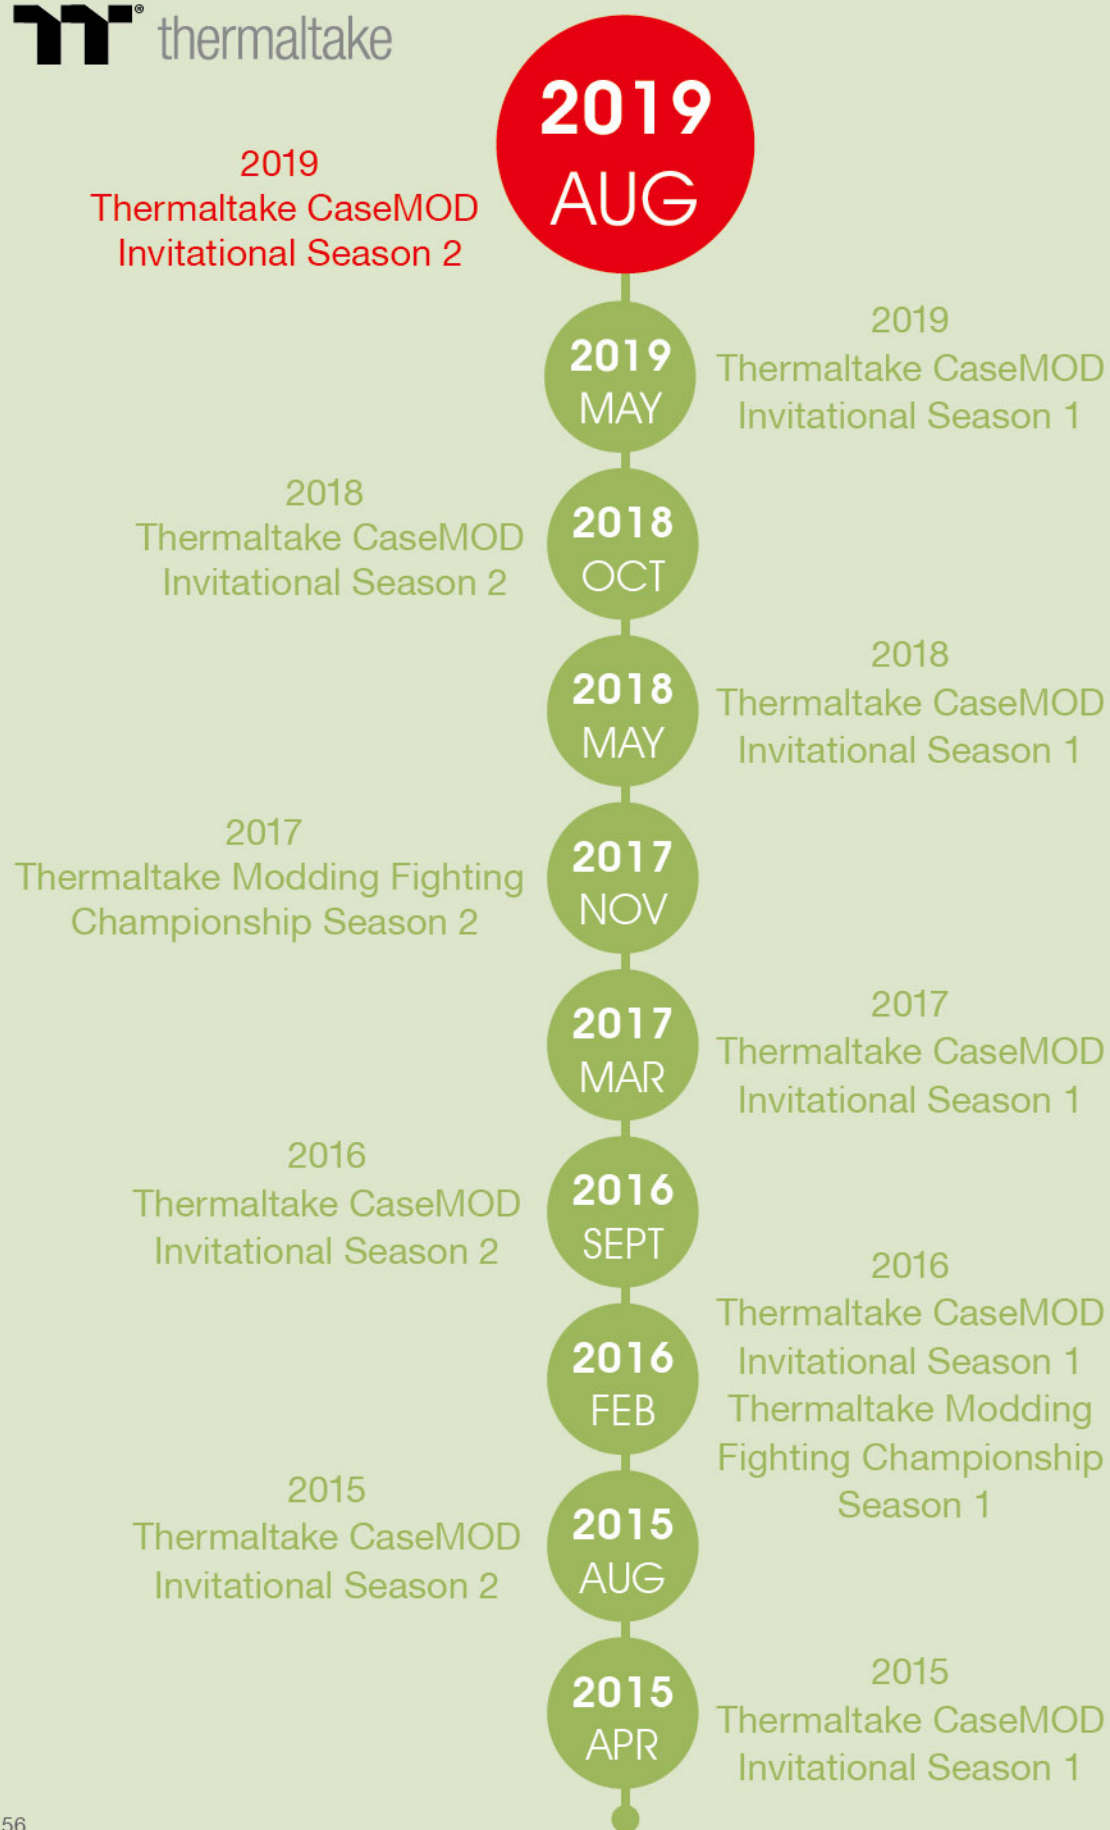 thermaltake
2019
AUG
2019
Thermaltake CaseMOD
Invitational Season 2
2019
MAY
2019
Thermaltake CaseMOD
Invitational Season 1
2018
Thermaltake CaseMOD
Invitational Season 2
2018
OCT
2018
MAY
2018
Thermaltake CaseMOD
Invitational Season 1
2017
Thermaltake Modding Fighting
Championship Season 2
2017
NOV
2017
MAR
2017
Thermaltake CaseMOD
Invitational Season 1
2016
Thermaltake CaseMOD
Invitational Season 2
2016
SEPT
2016
FEB
2016
Thermaltake CaseMOD
Invitational Season 1
Thermaltake Modding
Fighting Championship
Season 1
2015
Thermaltake CaseMOD
Invitational Season 2
2015
AUG
2015
APR
2015
Thermaltake CaseMOD
Invitational Season 1
56